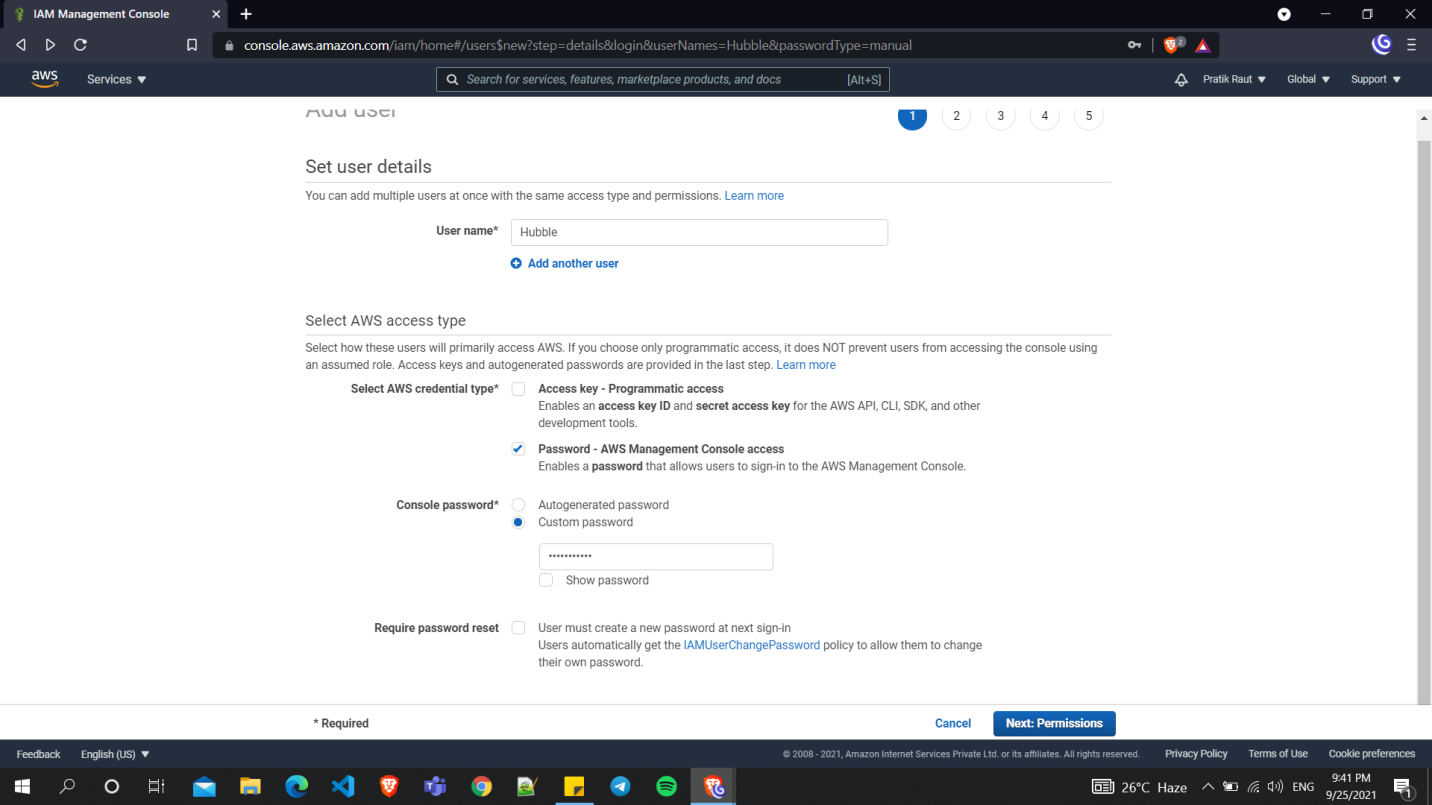 IAM Management Console
console.aws.amazon.com/iam/home#/users$new?step=details&login&userNames=Hubble&passwordType=manual
2
aws
Services
Search for services, features, marketplace products, and docs
[Alt+S]
Pratik Raut
Global
Support
Add user
1
2
3
4
5
Set user details
You can add multiple users at once with the same access type and permissions. Learn more
User name*
Hubble
Add another user
Select AWS access type
Select how these users will primarily access AWS. If you choose only programmatic access, it does NOT prevent users from accessing the console using
an assumed role. Access keys and autogenerated passwords are provided in the last step. Learn more
Select AWS credential type*
Access key - Programmatic access
Enables an access key ID and secret access key for the AWS API, CLI, SDK, and other
development tools.
Password - AWS Management Console access
Enables a password that allows users to sign-in to the AWS Management Console.
Console password*
Autogenerated password
Custom password
•••••••••••
Show password
Require password reset
User must create a new password at next sign-in
Users automatically get the IAMUserChangePassword policy to allow them to change
their own password.
* Required
Cancel
Next: Permissions
Feedback
English (US)
© 2008 - 2021, Amazon Internet Services Private Ltd. or its affiliates. All rights reserved.
Privacy Policy
Terms of Use
Cookie preferences
26°C Haze
ENG
9:41 PM
9/25/2021
1